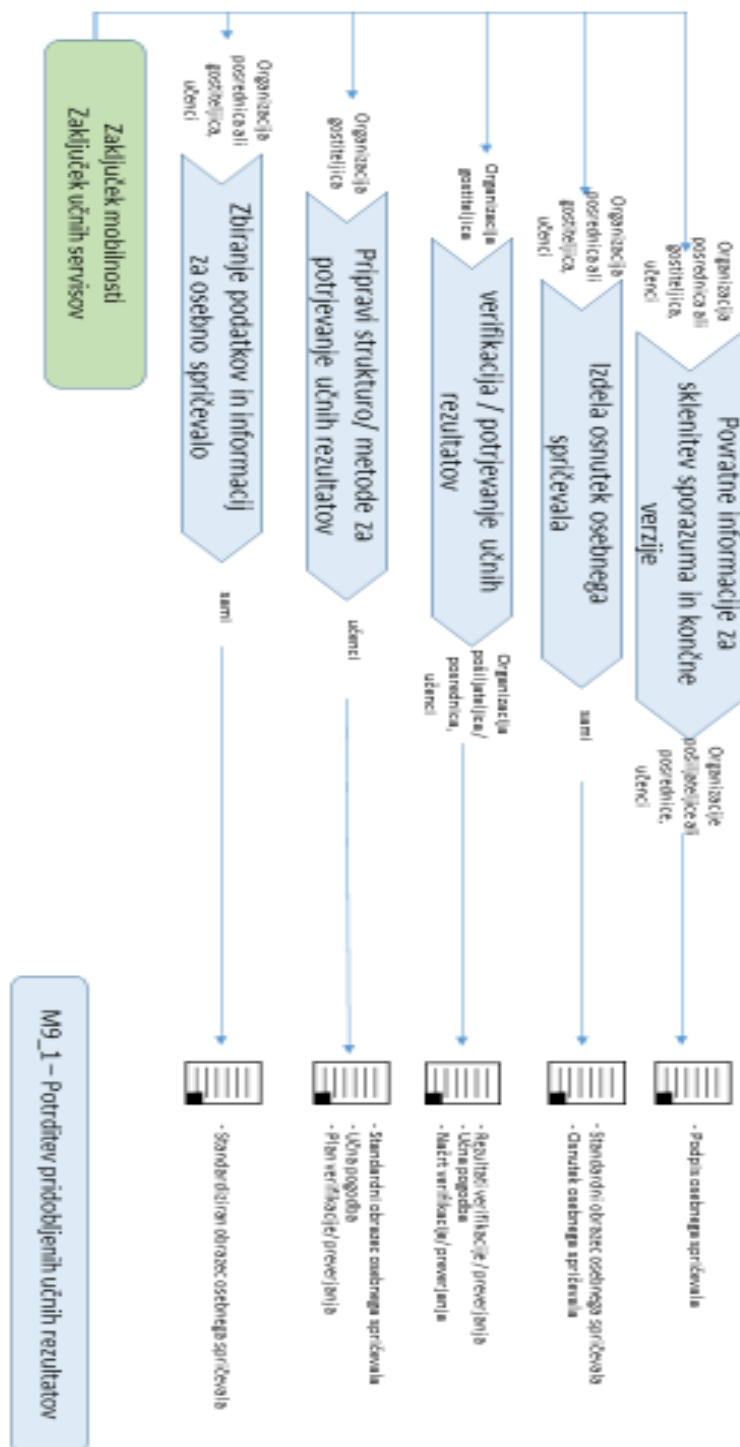 Zaključek mobilnosti
Zaključek učnih servisov
Organizacija
posrednica ali
gostiteljica,
učenci
Zbiranje podatkov in informacij
za osebno spričevalo
sami
- Standardiziran obrazec osebnega spričevala
Organizacija
gostiteljica
Pripravi strukturo/ metode za
potrjevanje učnih rezultatov
učenci
- Standardni obrazec osebnega spričevala
- Učna pogodba
- Plan verifikacije/ preverjanja
Organizacija
gostiteljica
verifikacija / potrjevanje učnih
rezultatov
Organizacija
pošiljateljica /
posrednica,
učenci
- Rezultati verifikacije / preverjanja
- Učna pogodba
- Načrt verifikacije/ preverjanja
Organizacija
posrednica ali
gostiteljica,
učenci
Izdela osnutek osebnega
spričevala
sami
- Standardni obrazec osebnega spričevala
- Osnutek osebnega spričevala
Organizacija
posrednica ali
gostiteljica,
učenci
Povratne informacije za
sklenitev sporazuma in končne
verzije
Organizacije
pošiljateljice ali
posrednice,
učenci
- Podpis osebnega spričevala
M9_1 – Potrditev pridobljenih učnih rezultatov